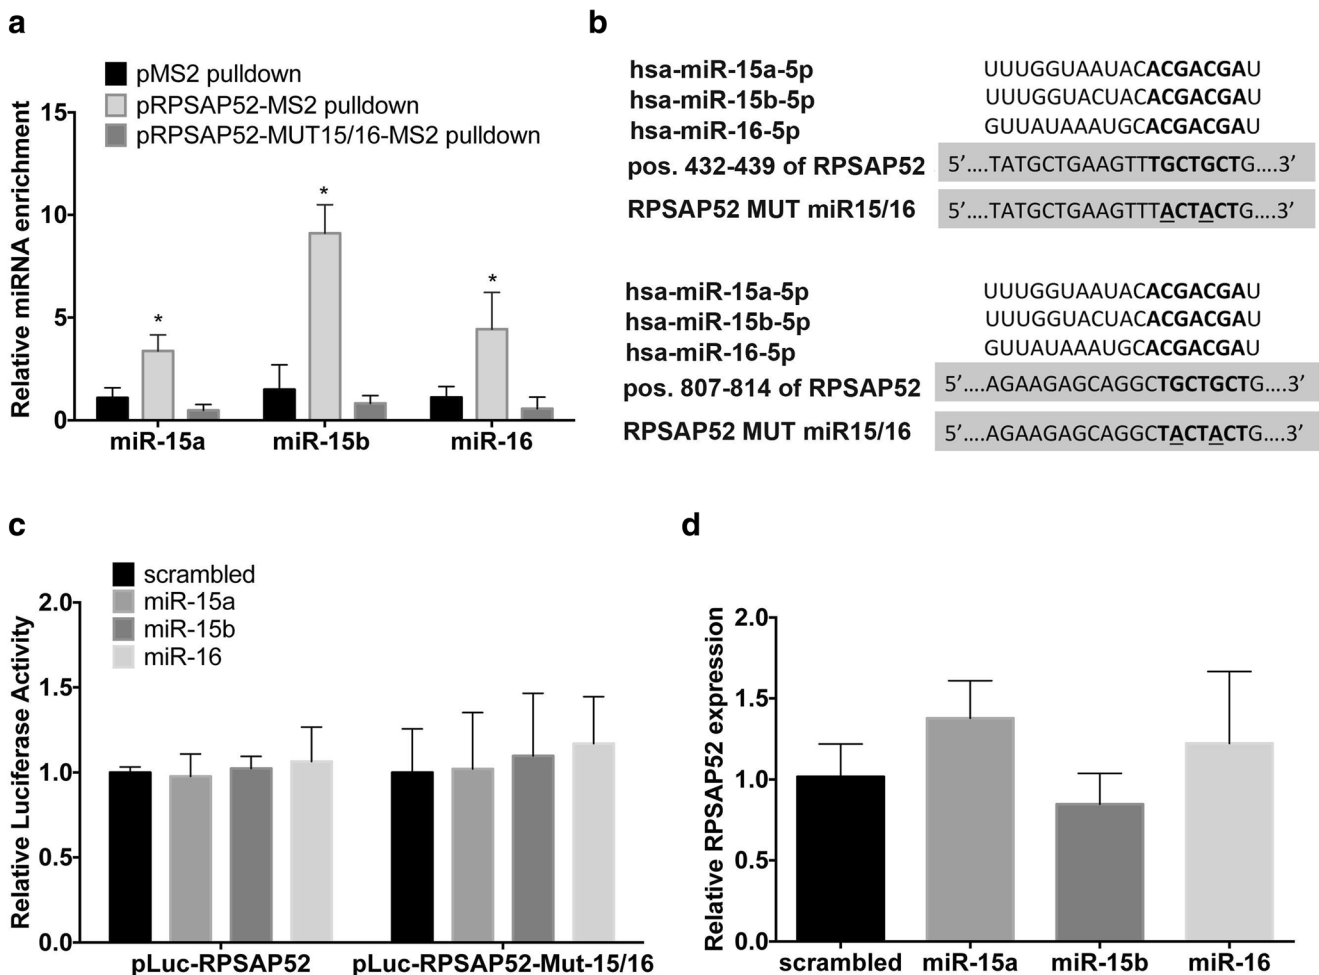 a
pMS2 pulldown
pRPSAP52-MS2 pulldown
pRPSAP52-MUT15/16-MS2 pulldown
Relative miRNA enrichment
15
10
5
0
* * *
miR-15a miR-15b miR-16
b
hsa-miR-15a-5p UUUGGUAAUACACGACGAU
hsa-miR-15b-5p UUUGGUACUACACGACGAU
hsa-miR-16-5p GUUAUAAAUGCACGACGAU
pos. 432-439 of RPSAP52 5’....TATGCTGAAGTTTGCTGCTG....3’
RPSAP52 MUT miR15/16 5’....TATGCTGAAGTTTACTACTG....3’
hsa-miR-15a-5p UUUGGUAAUACACGACGAU
hsa-miR-15b-5p UUUGGUACUACACGACGAU
hsa-miR-16-5p GUUAUAAAUGCACGACGAU
pos. 807-814 of RPSAP52 5’....AGAAGAGCAGGCTGCTGCTG....3’
RPSAP52 MUT miR15/16 5’....AGAAGAGCAGGCTACTACTG....3’
c
scrambled
miR-15a
miR-15b
miR-16
Relative Luciferase Activity
2.0
1.5
1.0
0.5
0.0
pLuc-RPSAP52 pLuc-RPSAP52-Mut-15/16
d
Relative RPSAP52 expression
2.0
1.5
1.0
0.5
0.0
scrambled miR-15a miR-15b miR-16